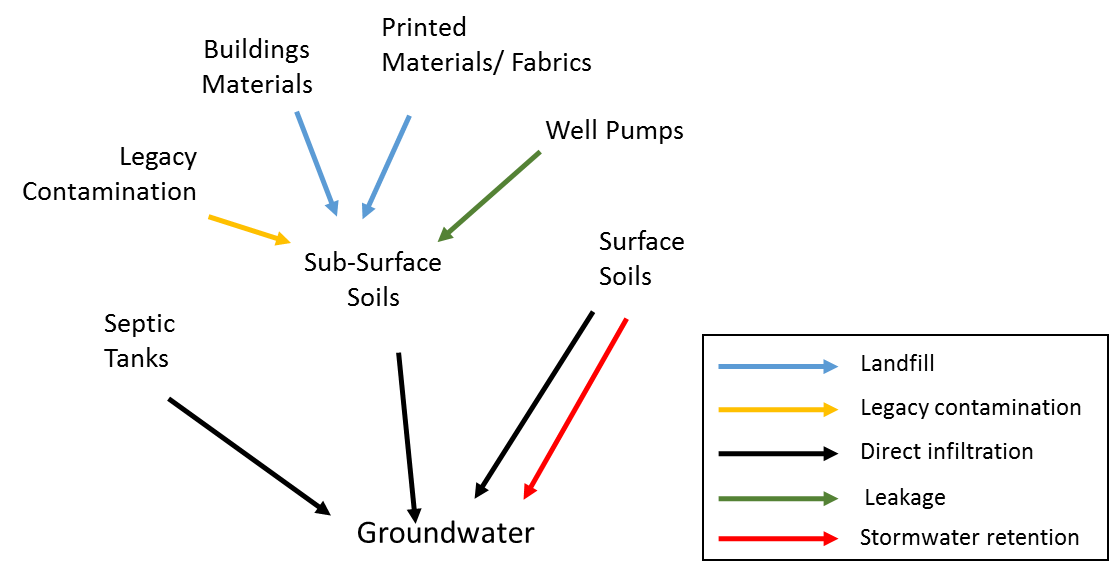 Buildings
Materials
Printed
Materials/ Fabrics
Well Pumps
Legacy
Contamination
Sub-Surface
Soils
Surface
Soils
Septic
Tanks
Groundwater
Landfill
Legacy contamination
Direct infiltration
Leakage
Stormwater retention